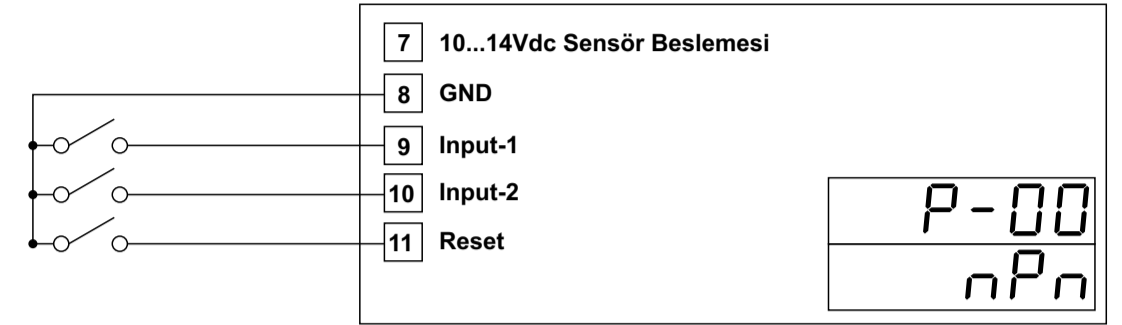 7 10...14Vdc Sensör Beslemesi
8 GND
9 Input-1
10 Input-2
11 Reset
P-00
nPn